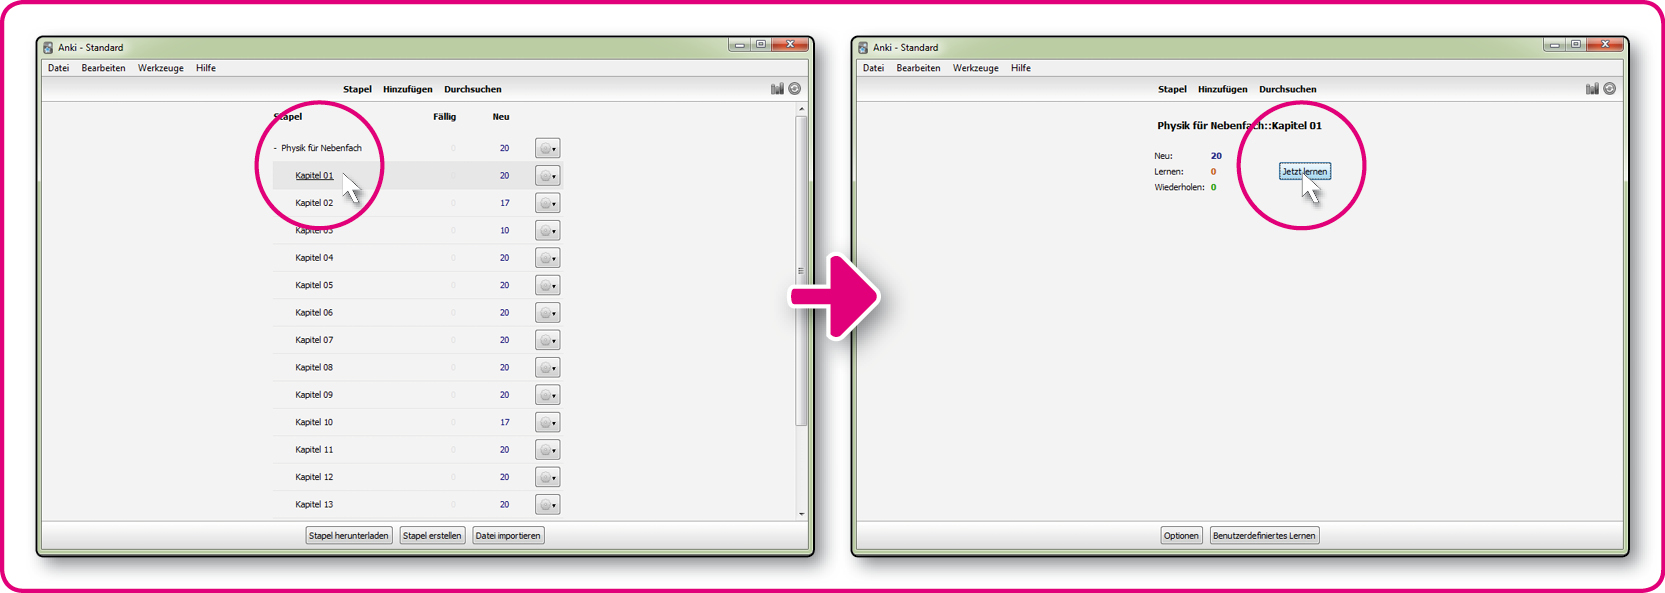 Anki - Standard
Datei Bearbeiten Werkzeuge Hilfe
Stapel Hinzufügen Durchsuchen
Stapel Fällig Neu
- Physik für Nebenfach 0 20
Kapitel 01 0 20
Kapitel 02 0 17
Kapitel 03 0 10
Kapitel 04 0 20
Kapitel 05 0 20
Kapitel 06 0 20
Kapitel 07 0 20
Kapitel 08 0 20
Kapitel 09 0 20
Kapitel 10 0 17
Kapitel 11 0 20
Kapitel 12 0 20
Kapitel 13 0 20
Stapel herunterladen Stapel erstellen Datei importieren
Anki - Standard
Datei Bearbeiten Werkzeuge Hilfe
Stapel Hinzufügen Durchsuchen
Physik für Nebenfach::Kapitel 01
Neu: 20
Lernen: 0
Jetzt lernen
Wiederholen: 0
Optionen Benutzerdefiniertes Lernen